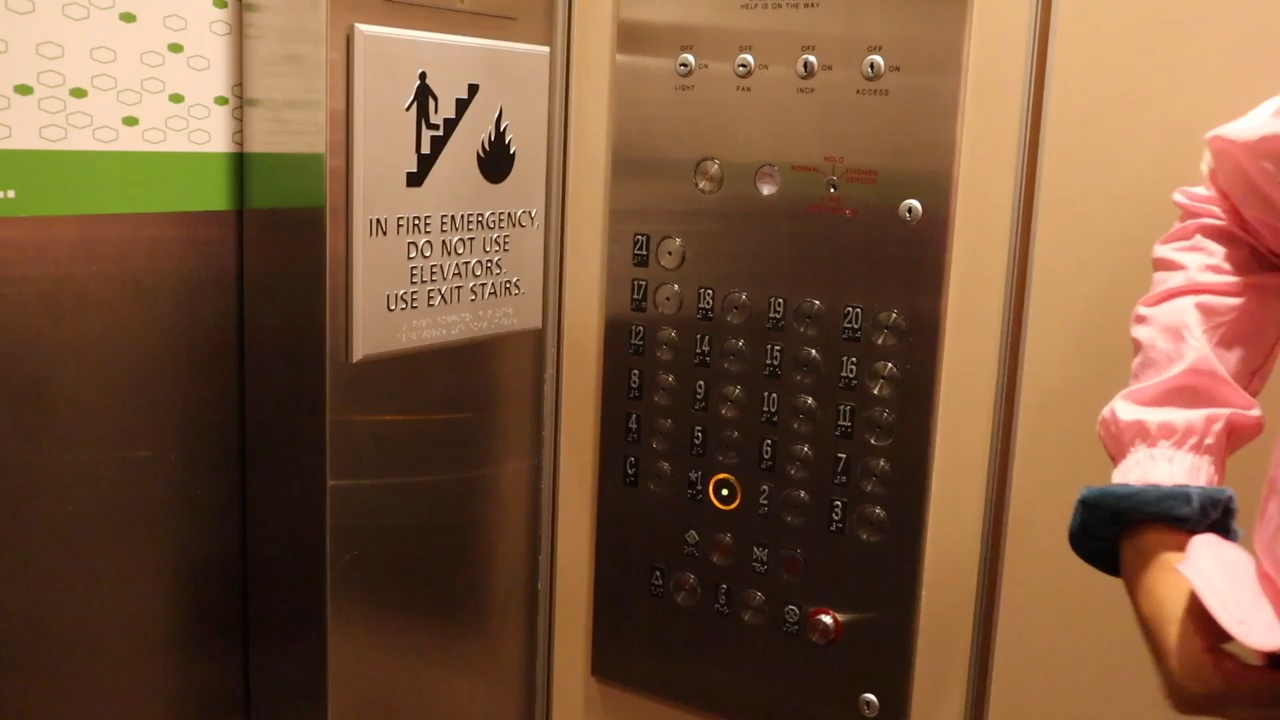 IN FIRE EMERGENCY,
DO NOT USE
ELEVATORS.
USE EXIT STAIRS.
HELP IS ON THE WAY
OFF OFF OFF OFF
ON ON ON ON
LIGHT FAN INDP ACCESS
HOLD
NORMAL FIREMEN
SERVICE
21
17 18 19 20
12 14 15 16
8 9 10 11
4 5 6 7
C *1 2 3